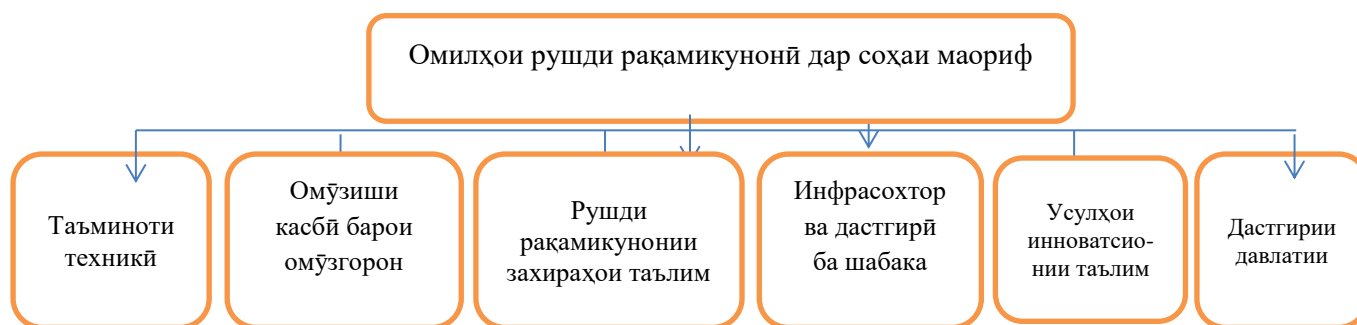 Омилҳои рушди рақамикунонӣ дар соҳаи маориф
Таъминоти
техникӣ
Омӯзиши
касбӣ барои
омӯзгорон
Рушди
рақамикунонии
захираҳои таълим
Инфрасохтор
ва дастгирӣ
ба шабака
Усулҳои
инноватсио-
нии таълим
Дастгирии
давлатии